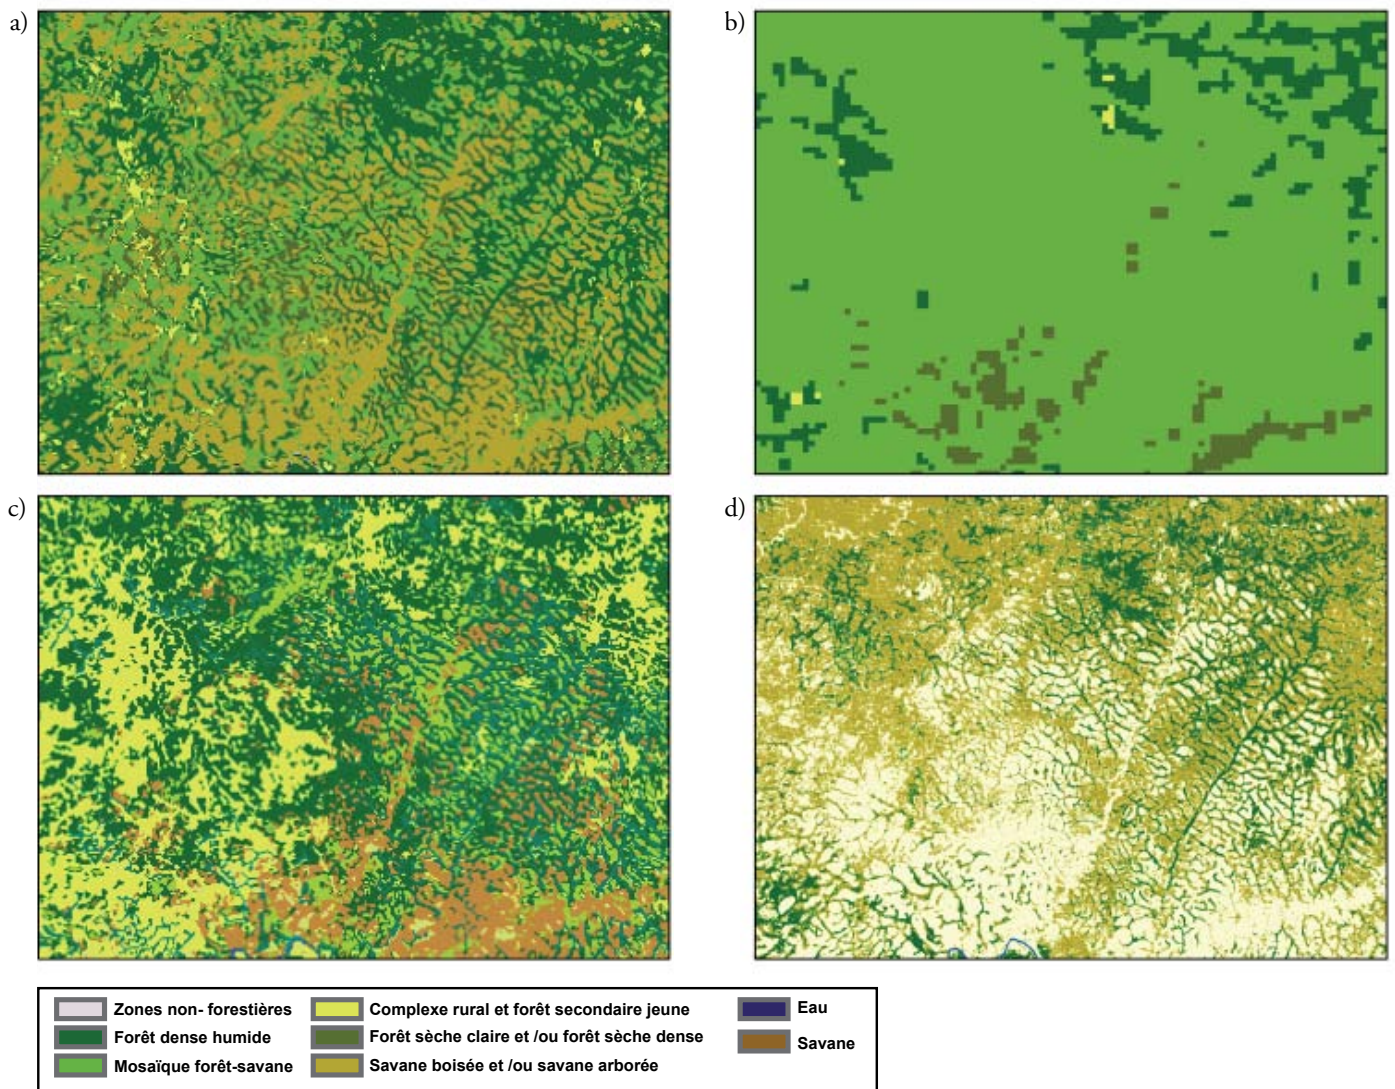 a)
b)
c)
d)
Zones non- forestières
Forêt dense humide
Mosaïque forêt-savane
Complexe rural et forêt secondaire jeune
Forêt sèche claire et /ou forêt sèche dense
Savane boisée et /ou savane arborée
Eau
Savane